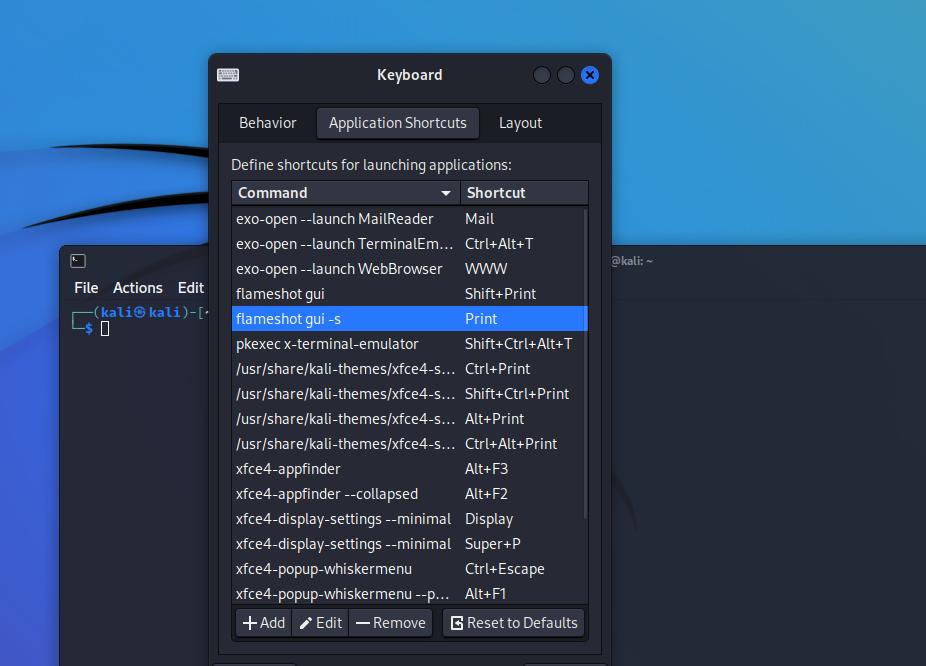 Keyboard
Behavior Application Shortcuts Layout
Define shortcuts for launching applications:
Command Shortcut
exo-open --launch MailReader Mail
exo-open --launch TerminalEm... Ctrl+Alt+T
exo-open --launch WebBrowser WWW
flameshot gui Shift+Print
flameshot gui -s Print
pkexec x-terminal-emulator Shift+Ctrl+Alt+T
/usr/share/kali-themes/xfce4-s... Ctrl+Print
/usr/share/kali-themes/xfce4-s... Shift+Ctrl+Print
/usr/share/kali-themes/xfce4-s... Alt+Print
/usr/share/kali-themes/xfce4-s... Ctrl+Alt+Print
xfce4-appfinder Alt+F3
xfce4-appfinder --collapsed Alt+F2
xfce4-display-settings --minimal Display
xfce4-display-settings --minimal Super+P
xfce4-popup-whiskermenu Ctrl+Escape
xfce4-popup-whiskermenu --p... Alt+F1
Add Edit Remove Reset to Defaults
@kali: ~
File Actions Edit
┌──(kali㉿kali)-[~
└─$